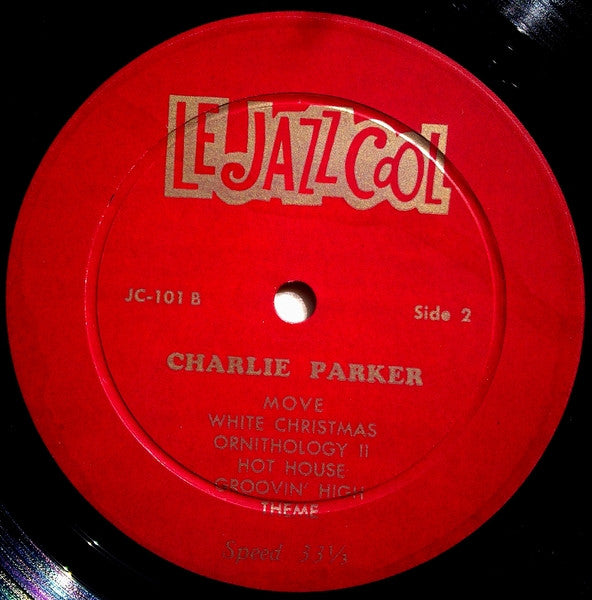 LE JAZZ COOL
JC-101 B
Side 2
CHARLIE PARKER
MOVE
WHITE CHRISTMAS
ORNITHOLOGY II
HOT HOUSE
GROOVIN' HIGH
THEME
Speed 33⅓